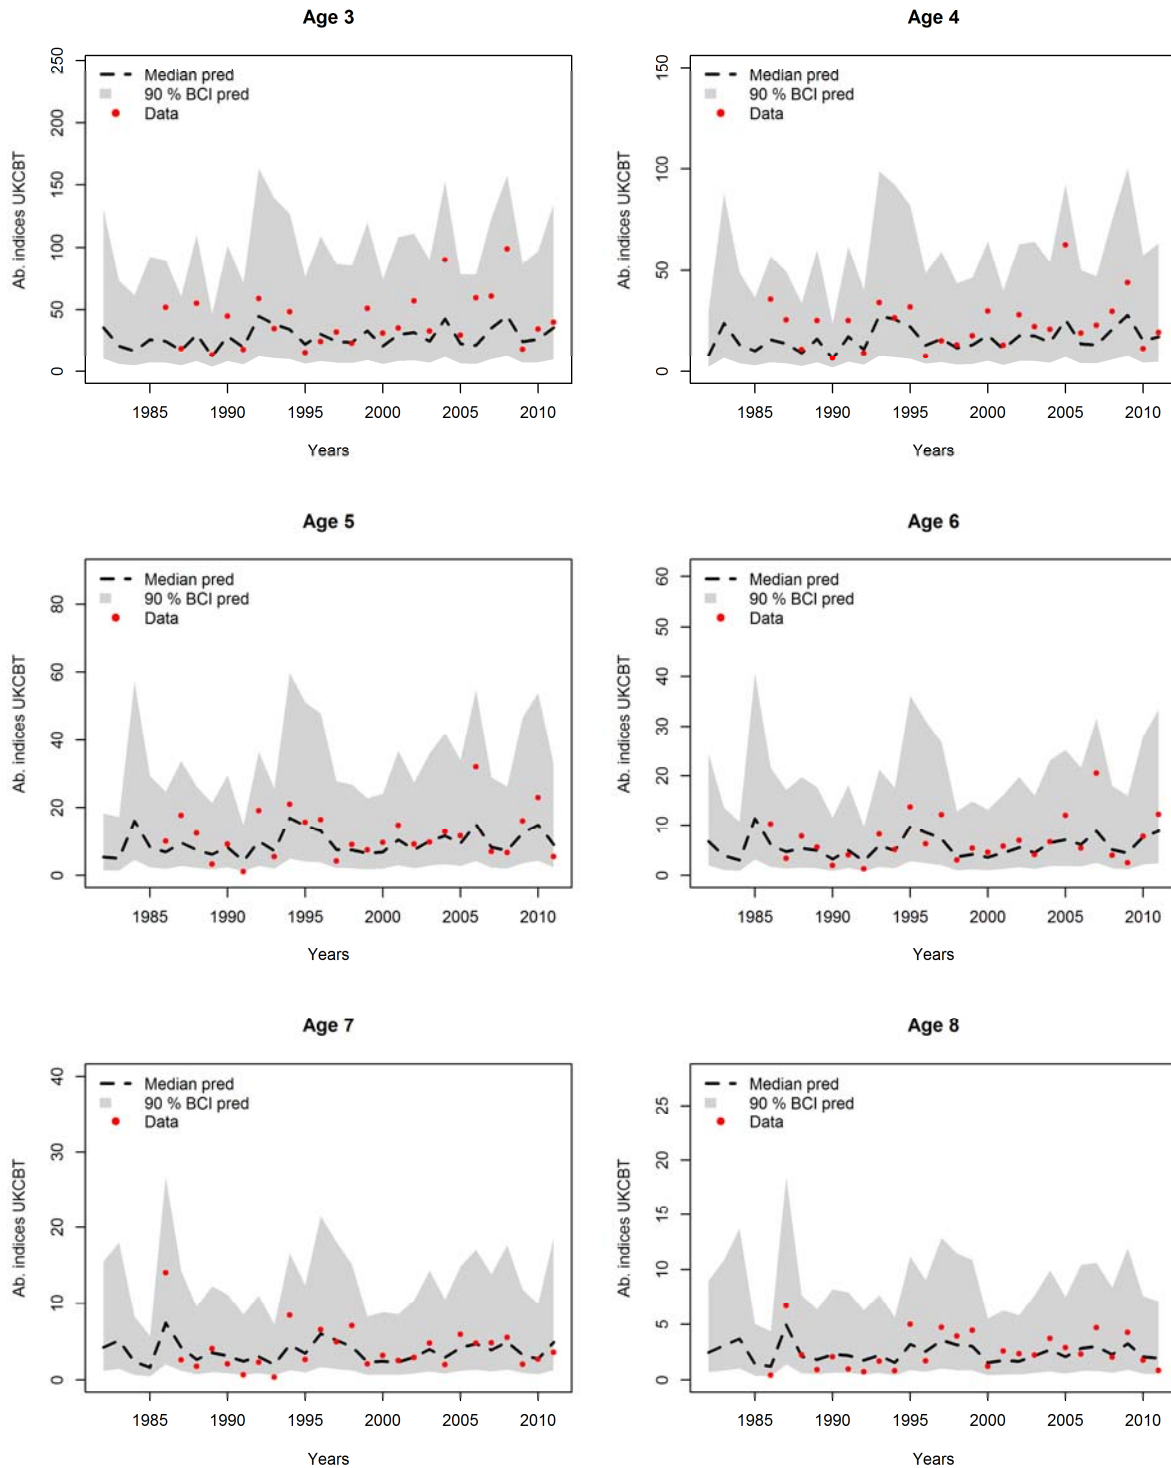 Age 3
250
200
150
100
50
0
Ab. indices UKCBT
Median pred
90 % BCI pred
Data
1985 1990 1995 2000 2005 2010
Years
Age 4
150
100
50
0
Ab. indices UKCBT
Median pred
90 % BCI pred
Data
1985 1990 1995 2000 2005 2010
Years
Age 5
80
60
40
20
0
Ab. indices UKCBT
Median pred
90 % BCI pred
Data
1985 1990 1995 2000 2005 2010
Years
Age 6
60
50
40
30
20
10
0
Ab. indices UKCBT
Median pred
90 % BCI pred
Data
1985 1990 1995 2000 2005 2010
Years
Age 7
40
30
20
10
0
Ab. indices UKCBT
Median pred
90 % BCI pred
Data
1985 1990 1995 2000 2005 2010
Years
Age 8
25
20
15
10
5
0
Ab. indices UKCBT
Median pred
90 % BCI pred
Data
1985 1990 1995 2000 2005 2010
Years